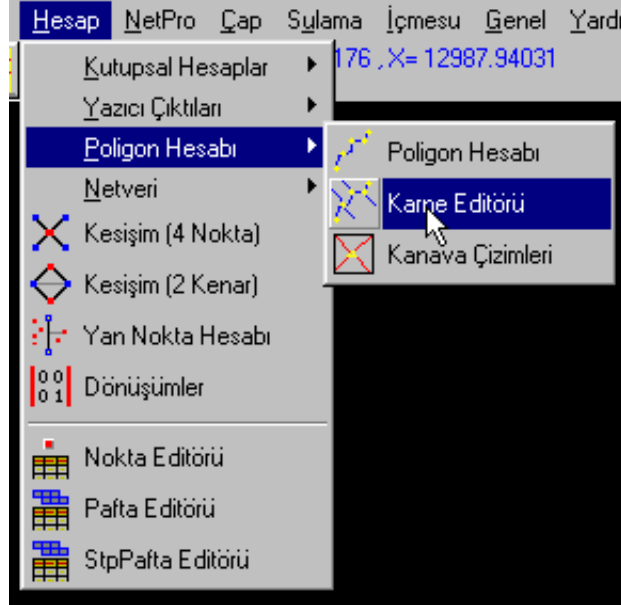 Hesap NetPro Çap Sulama İçmesu Genel Yardı
176 , X= 12987.94031
Kutupsal Hesaplar
Yazıcı Çıktıları
Poligon Hesabı
Netveri
Kesişim (4 Nokta)
Kesişim (2 Kenar)
Yan Nokta Hesabı
Dönüşümler
Nokta Editörü
Pafta Editörü
StpPafta Editörü
Poligon Hesabı
Karne Editörü
Kanava Çizimleri